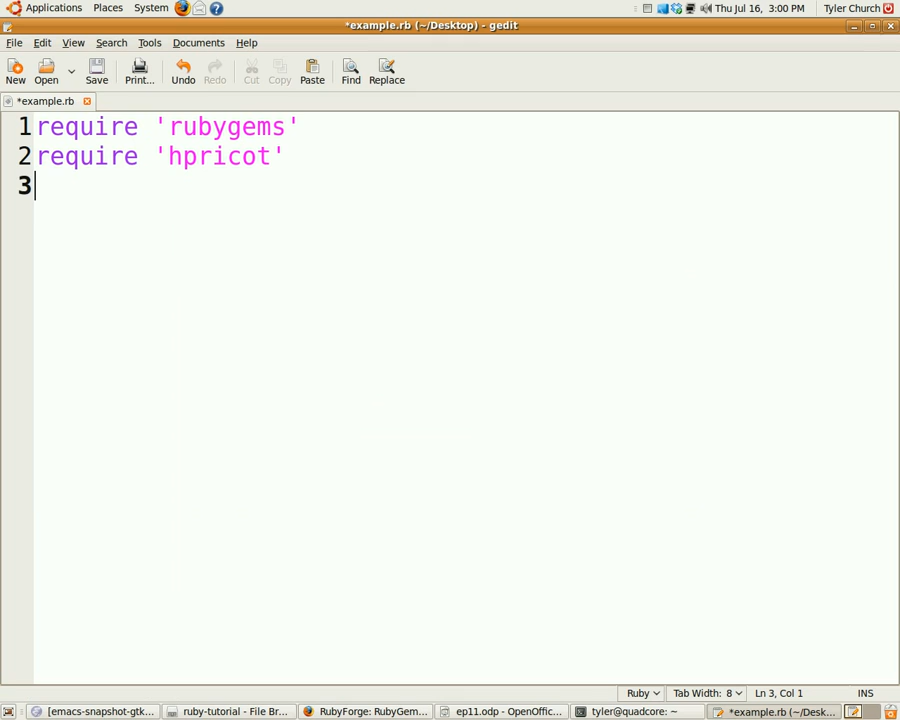 Applications Places System Thu Jul 16, 3:00 PM Tyler Church
*example.rb (~/Desktop) - gedit
File Edit View Search Tools Documents Help
New Open Save Print... Undo Redo Cut Copy Paste Find Replace
*example.rb
1 require 'rubygems'
2 require 'hpricot'
3
Ruby Tab Width: 8 Ln 3, Col 1 INS
[emacs-snapshot-gtk... ruby-tutorial - File Br... RubyForge: RubyGem... ep11.odp - OpenOffic... tyler@quadcore: ~ *example.rb (~/Desk...